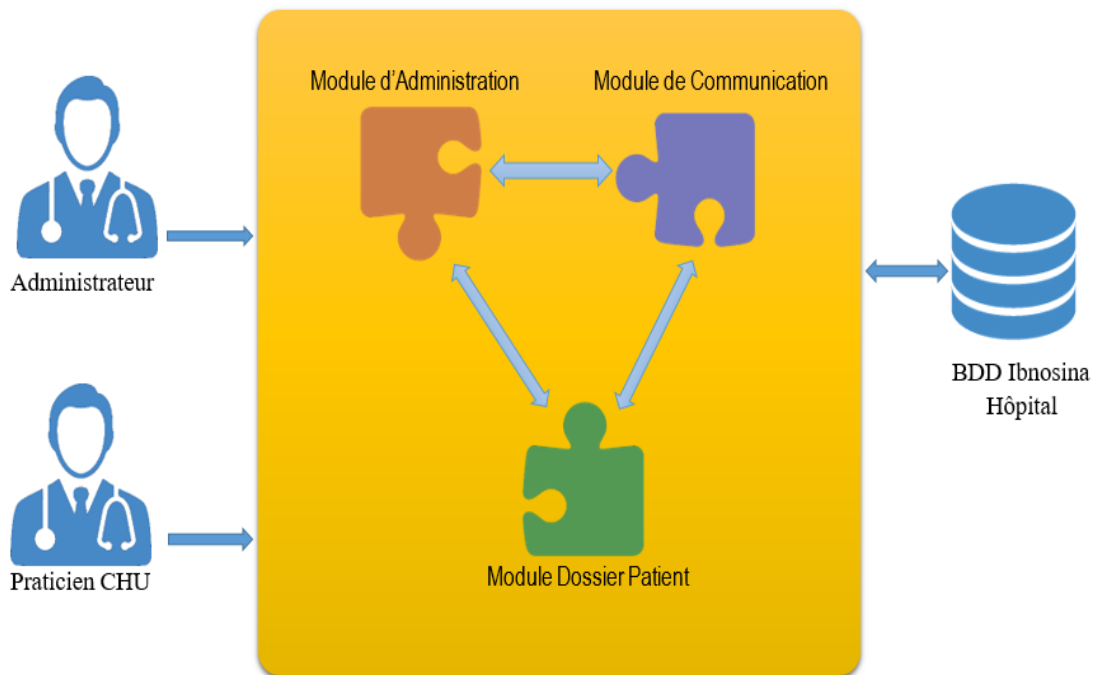 Module d’Administration
Module de Communication
Administrateur
BDD Ibnosina
Hôpital
Praticien CHU
Module Dossier Patient